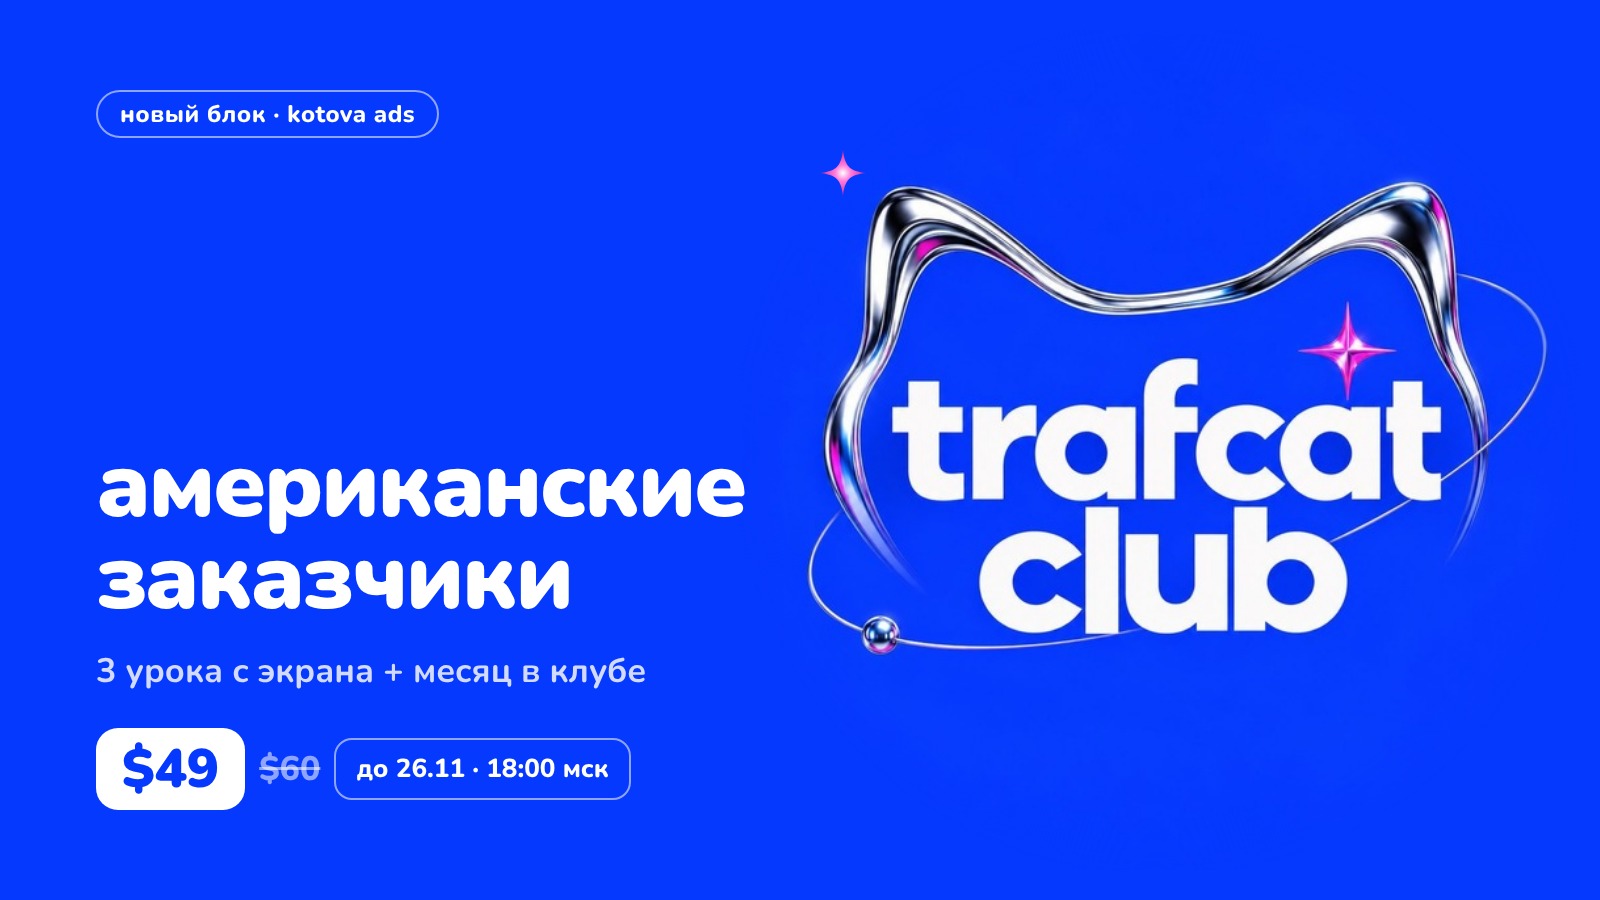 новый блок · kotova ads
trafcat
club
американские
заказчики
3 урока с экрана + месяц в клубе
$49 $60 до 26.11 · 18:00 мск